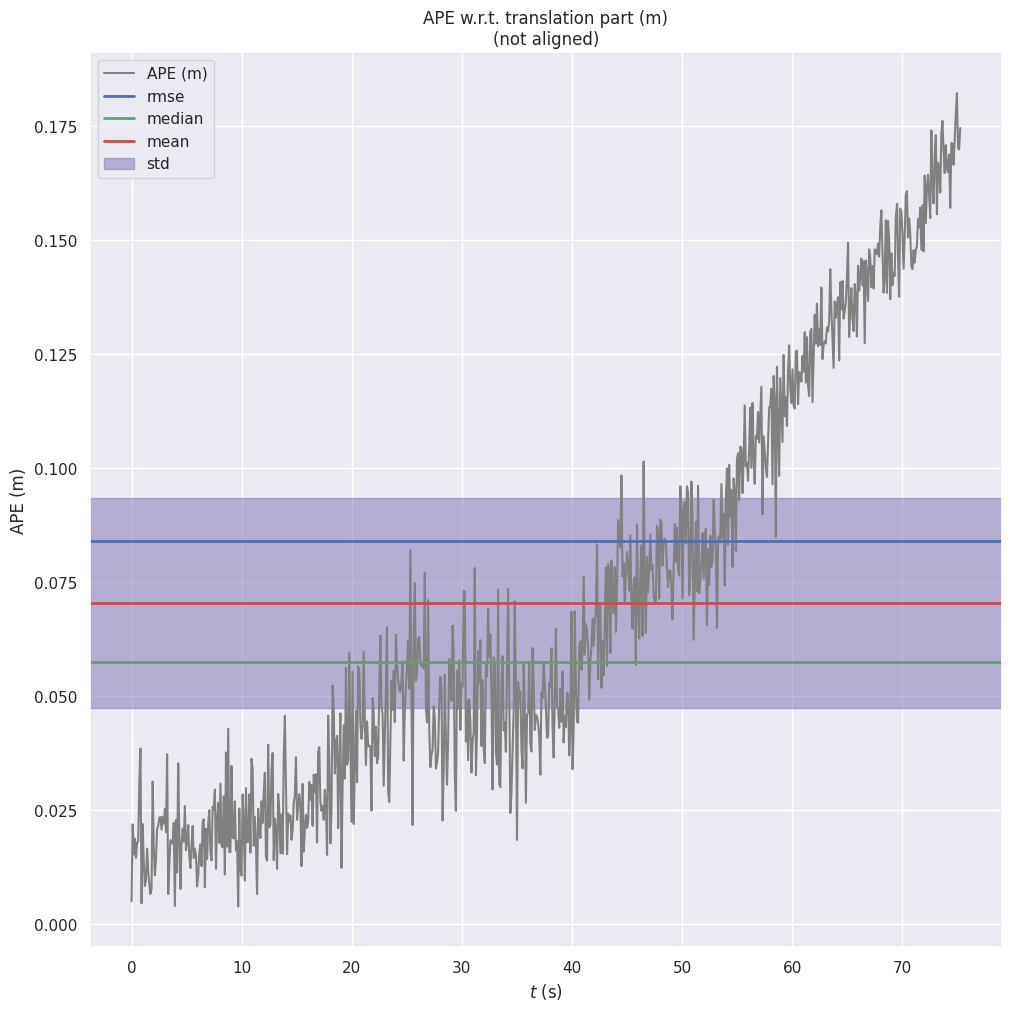 APE w.r.t. translation part (m)
(not aligned)
APE (m)
rmse
median
mean
std
0.175
0.150
0.125
0.100
0.075
0.050
0.025
0.000
APE (m)
0 10 20 30 40 50 60 70
t (s)